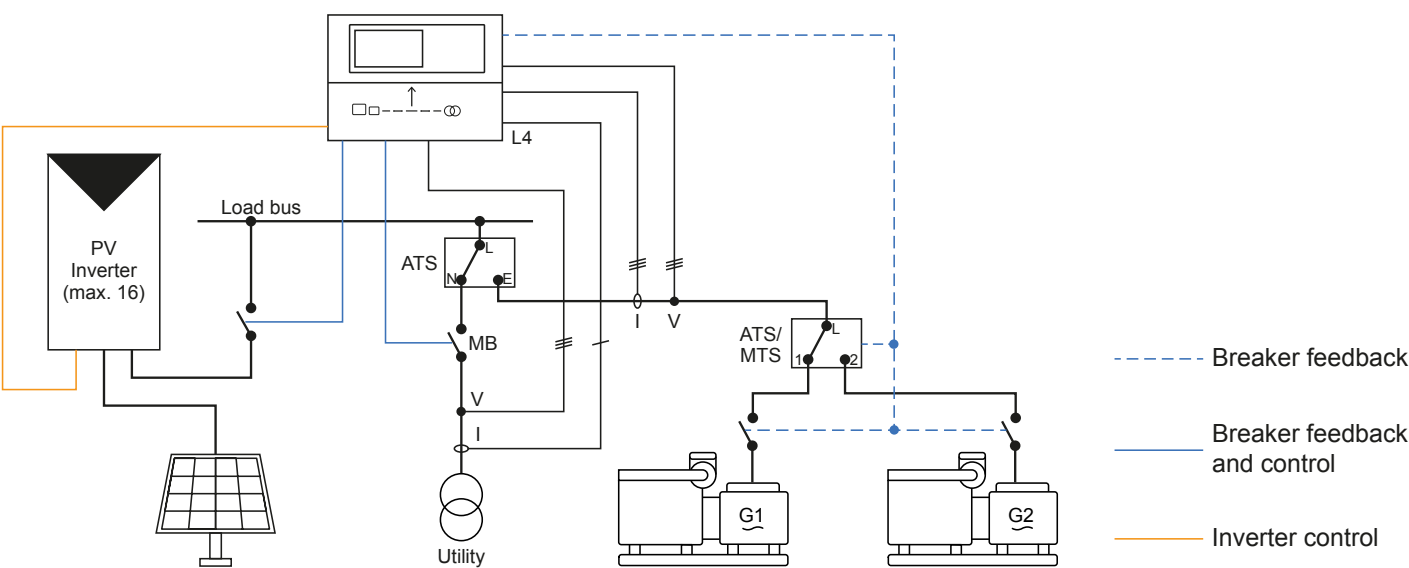 L4
Load bus
PV
Inverter
(max. 16)
ATS
L
N
E
MB
I
V
ATS/
MTS
L
1
2
V
I
G1
G2
Utility
Breaker feedback
Breaker feedback
and control
Inverter control